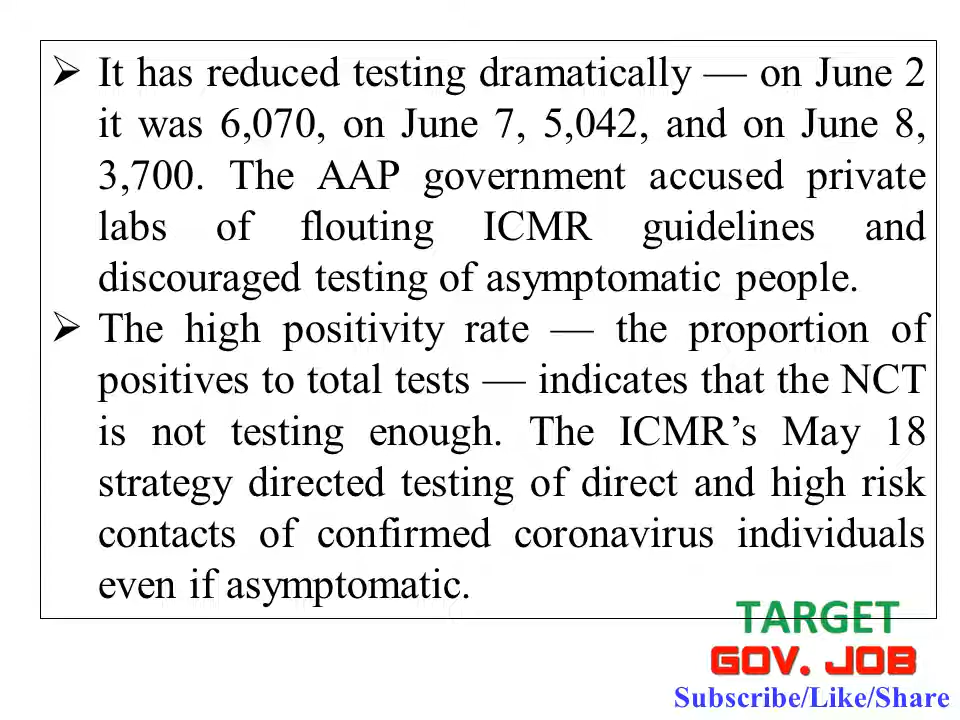 ➢ It has reduced testing dramatically — on June 2
it was 6,070, on June 7, 5,042, and on June 8,
3,700. The AAP government accused private
labs of flouting ICMR guidelines and
discouraged testing of asymptomatic people.
➢ The high positivity rate — the proportion of
positives to total tests — indicates that the NCT
is not testing enough. The ICMR’s May 18
strategy directed testing of direct and high risk
contacts of confirmed coronavirus individuals
even if asymptomatic.
TARGET
GOV. JOB
Subscribe/Like/Share